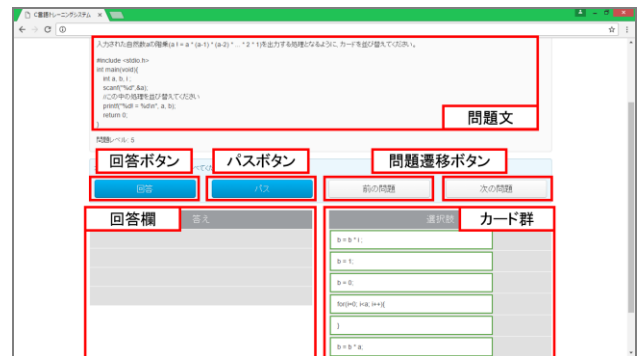 C言語トレーニングシステム
入力された自然数aの階乗(a ! = a * (a-1) * (a-2) * ... * 2 * 1)を出力する処理となるように、カードを並び替えてください。
#include <stdio.h>
int main(void){
int a, b, i ;
scanf("%d",&a);
//この中の処理を並び替えてください
printf("%d! = %d\n", a, b);
return 0;
}
問題文
問題レベル: 5
回答ボタン
パスボタン
問題遷移ボタン
回答
パス
前の問題
次の問題
回答欄
答え
選択肢
カード群
b = b * i ;
b = 1;
b = 0;
for(i=0; i<a; i++){
}
b = b * a;